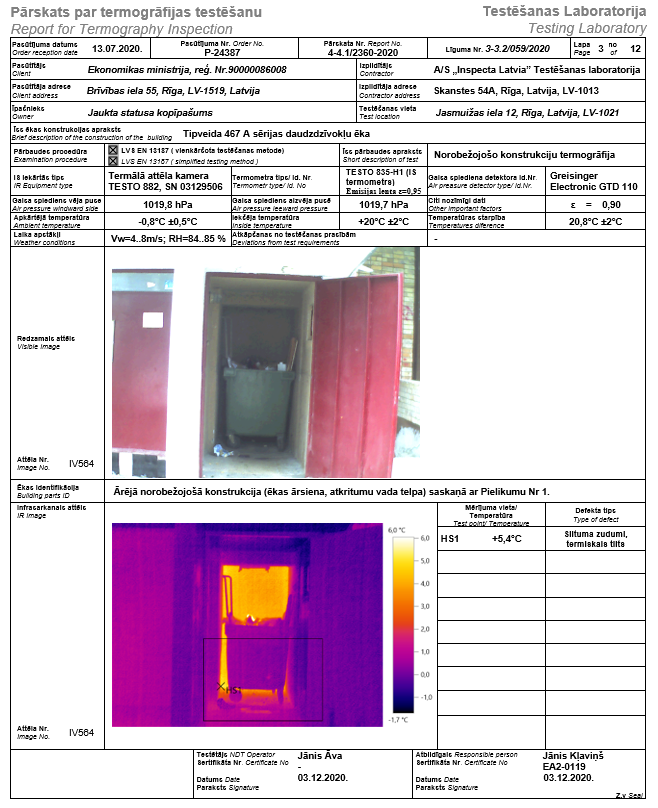 Pārskats par termogrāfijas testēšanu
Testēšanas Laboratorija
Report for Termography Inspection
Testing Laboratory
Pasūtījuma datums
Order reception date
13.07.2020.
Pasūtījuma Nr. Order No.
P-24387
Pārskata Nr. Report No.
4-4.1/2360-2020
Līguma Nr. 3-3.2/059/2020
Lapa
Page
3
no
of
12
Pasūtītājs
Client
Ekonomikas ministrija, reģ. Nr.90000086008
Izpildītājs
Contractor
A/S „Inspecta Latvia" Testēšanas laboratorija
Pasūtītāja adrese
Client address
Brīvības iela 55, Rīga, LV-1519, Latvija
Izpildītāja adrese
Contractor address
Skanstes 54A, Rīga, Latvija, LV-1013
Īpašnieks
Owner
Jaukta statusa kopīpašums
Testēšanas vieta
Test location
Jasmuižas iela 12, Rīga, Latvija, LV-1021
Īss ēkas konstrukcijas apraksts
Brief description of the construction of the building
Tipveida 467 A sērijas daudzdzīvokļu ēka
Pārbaudes procedūra
Examination procedure
LVS EN 13187 ( vienkāršota testēšanas metode)
LVS EN 13187 ( simplified testing method )
Īss pārbaudes apraksts
Short description of test
Norobežojošo konstrukciju termogrāfija
IS iekārtās tips
IR Equipment type
Termālā attēla kamera
TESTO 882, SN 03129506
Termometra tips/ Id. Nr.
Termometr type/ Id. No
TESTO 835-H1 (IS
termometrs)
Emisijas lenta ε=0,95
Gaisa spiediena detektora Id.Nr.
Air pressure detector type/ Id.Nr.
Greisinger
Electronic GTD 110
Gaisa spiediens vēja puse
Air pressure windward side
1019,8 hPa
Gaisa spiediens aizvēja pusē
Air pressure leeward pressure
1019,7 hPa
Citi nozīmīgi dati
Other important factors
ε = 0,90
Apkārtējā temperatūra
Ambient temperature
-0,8°C ±0,5°C
Iekšēja temperatūra
Inside temperature
+20°C ±2°C
Temperatūras starpība
Temperatures diference
20,8°C ±2°C
Laika apstākļi
Weather conditions
Vw=4..8m/s; RH=84..85 %
Atkāpšanas no testēšanas prasībām
Deviations from test requirements
-
Redzamais attēls
Visible Image
Attēla Nr.
Image No.
IV564
Ēkas identifikācija
Building parts ID
Ārējā norobežojošā konstrukcija (ēkas ārsiena, atkritumu vada telpa) saskaņā ar Pielikumu Nr 1.
Infrasarkanais attēls
IR Image
Mērījuma vieta/
Temperatūra
Test point/ Temperature
Defekta tips
Type of defect
HS1
+5,4°C
Siltuma zudumi,
termiskais tilts
6,0 °C
6,0
5,0
4,0
3,0
2,0
1,0
0,0
-1,0
-1,7 °C
HS1
Attēla Nr.
Image No.
IV564
Testētājs NDT Operator
Jānis Āva
Sertifikāta Nr. Certificate No
-
Datums Date
03.12.2020.
Paraksts Signature
Atbildīgais Responsible person
Jānis Kļaviņš
Sertifikāta Nr. Certificate No
EA2-0119
Datums Date
03.12.2020.
Paraksts Signature
Z.v Seal